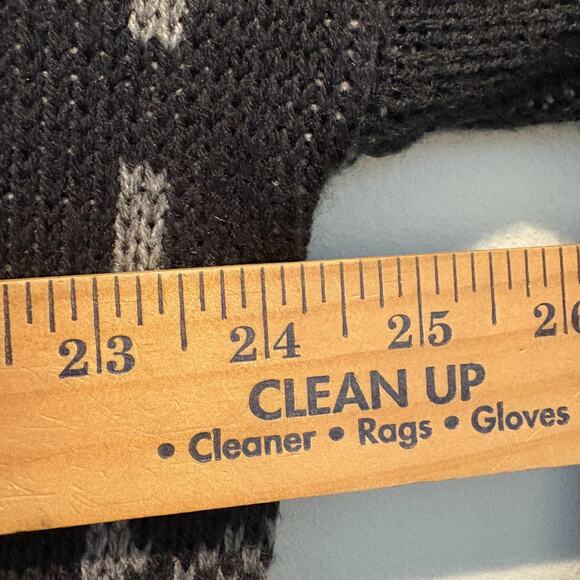 23 24 25 26
CLEAN UP
• Cleaner • Rags • Gloves